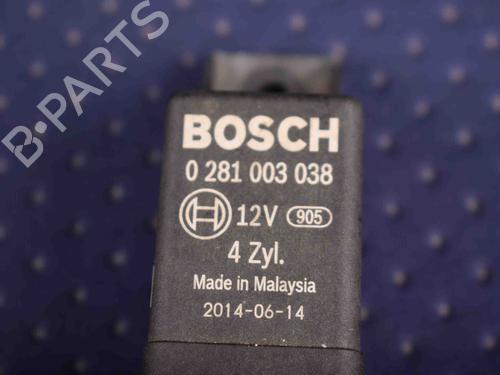 B-PARTS
BOSCH
0 281 003 038
12V 905
4 Zyl.
Made in Malaysia
2014-06-14